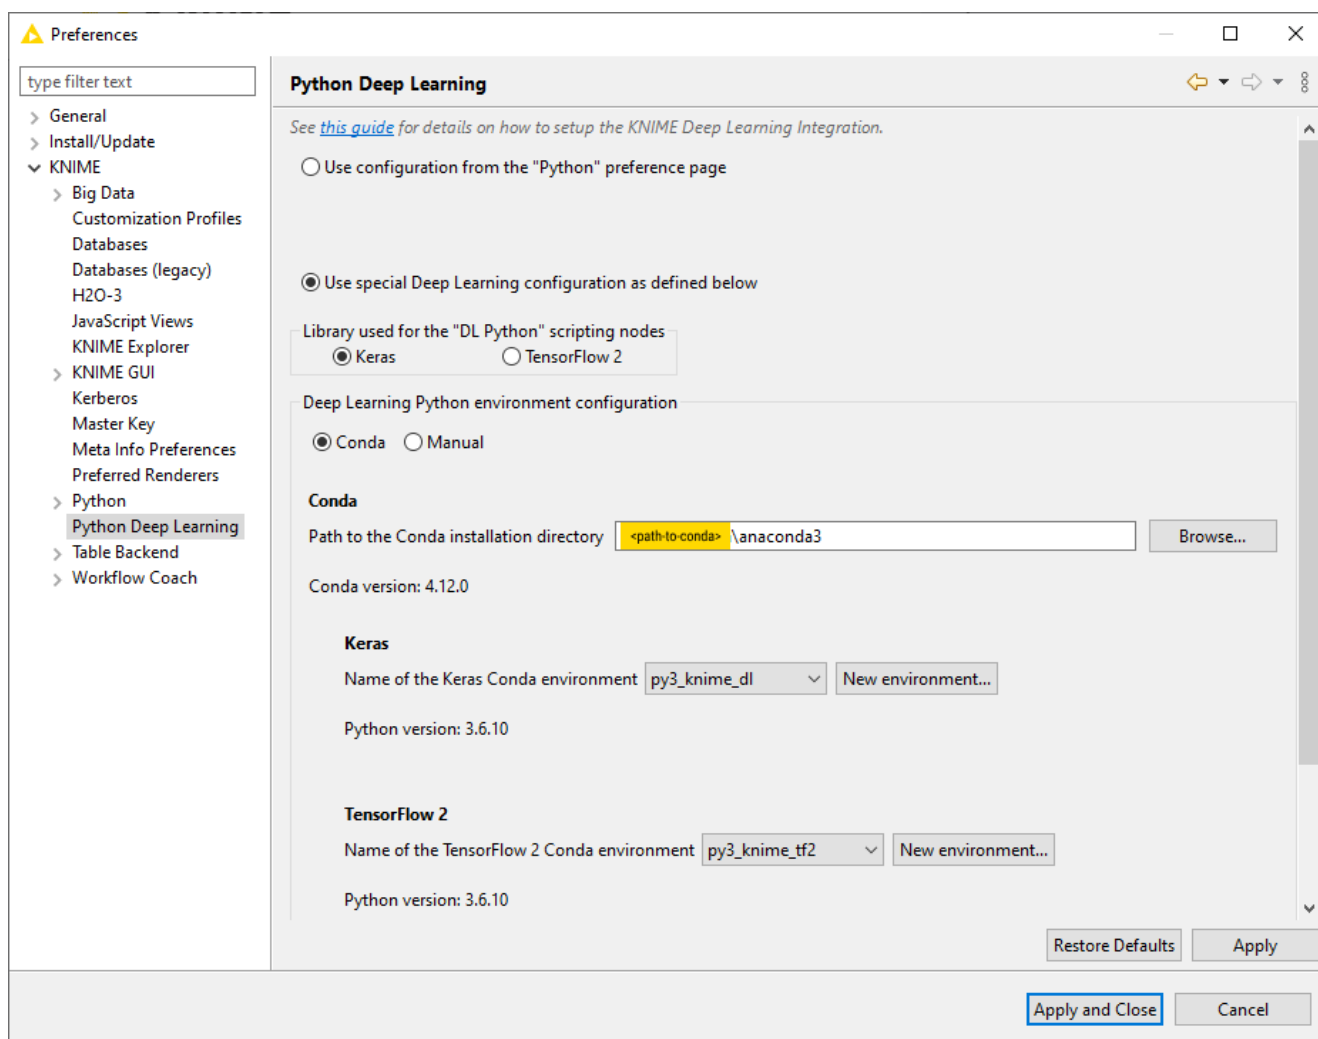 Preferences
type filter text
General
Install/Update
KNIME
Big Data
Customization Profiles
Databases
Databases (legacy)
H2O-3
JavaScript Views
KNIME Explorer
KNIME GUI
Kerberos
Master Key
Meta Info Preferences
Preferred Renderers
Python
Python Deep Learning
Table Backend
Workflow Coach
Python Deep Learning
See this guide for details on how to setup the KNIME Deep Learning Integration.
Use configuration from the "Python" preference page
Use special Deep Learning configuration as defined below
Library used for the "DL Python" scripting nodes
Keras TensorFlow 2
Deep Learning Python environment configuration
Conda Manual
Conda
Path to the Conda installation directory <path-to-conda> \anaconda3 Browse...
Conda version: 4.12.0
Keras
Name of the Keras Conda environment py3_knime_dl New environment...
Python version: 3.6.10
TensorFlow 2
Name of the TensorFlow 2 Conda environment py3_knime_tf2 New environment...
Python version: 3.6.10
Restore Defaults Apply
Apply and Close Cancel